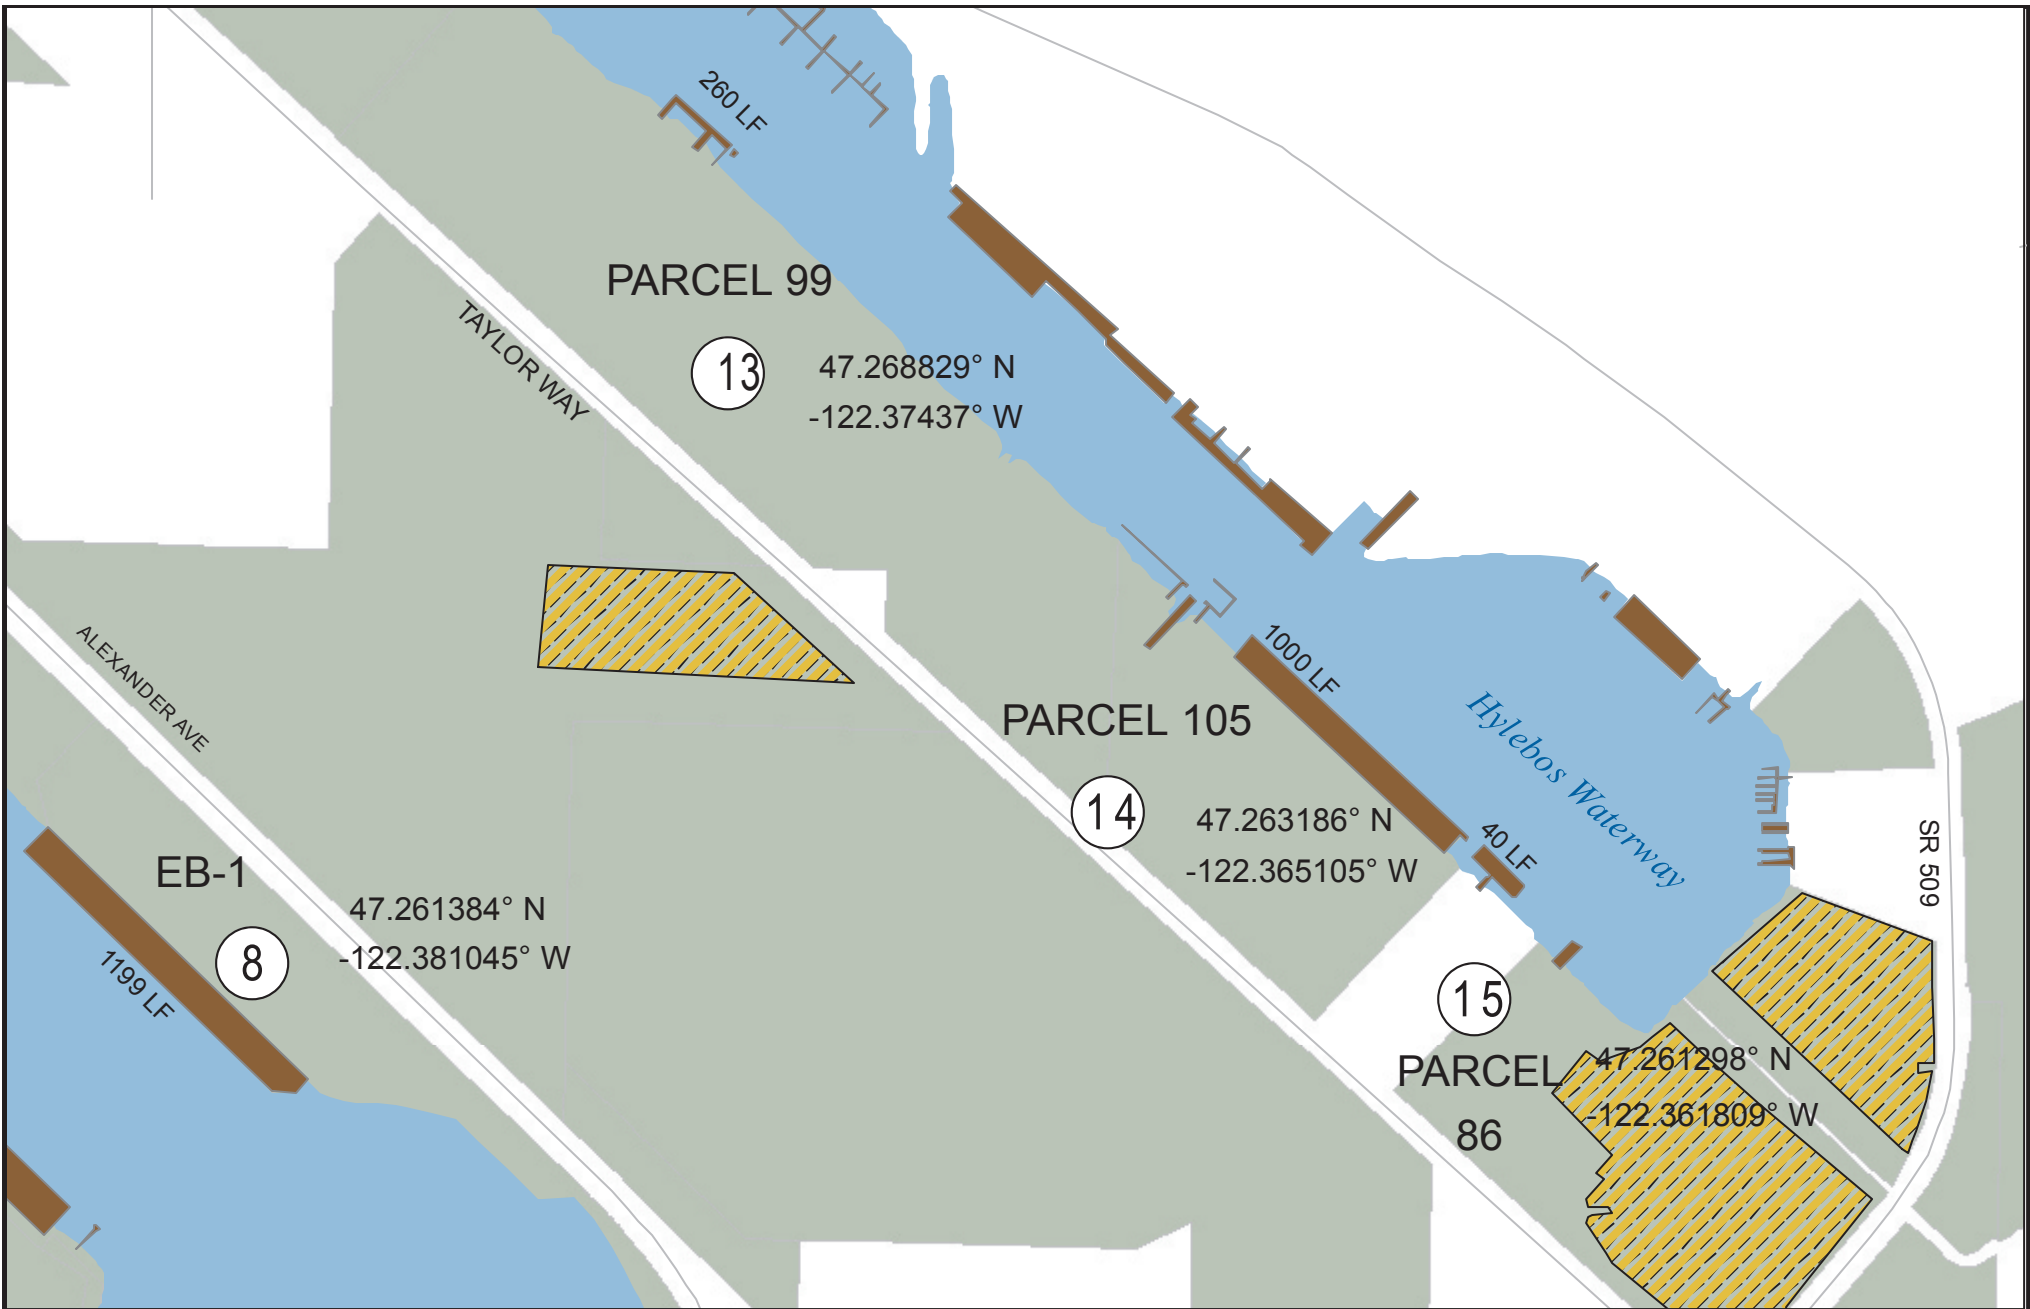 260 LF
PARCEL 99
13
47.268829° N
-122.37437° W
TAYLOR WAY
ALEXANDER AVE
1000 LF
PARCEL 105
14
47.263186° N
-122.365105° W
Hylebos Waterway
40 LF
SR 509
EB-1
8
47.261384° N
-122.381045° W
1199 LF
15
PARCEL
86
47.261298° N
-122.361809° W